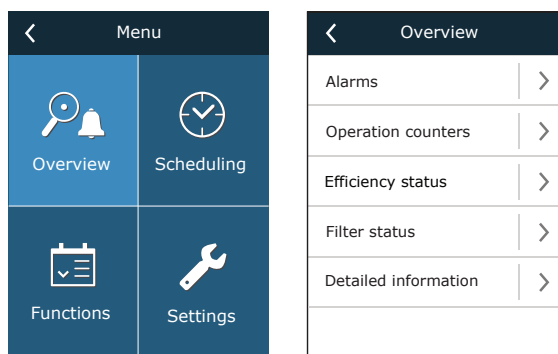 Menu
Overview
Scheduling
Functions
Settings
Overview
Alarms
Operation counters
Efficiency status
Filter status
Detailed information